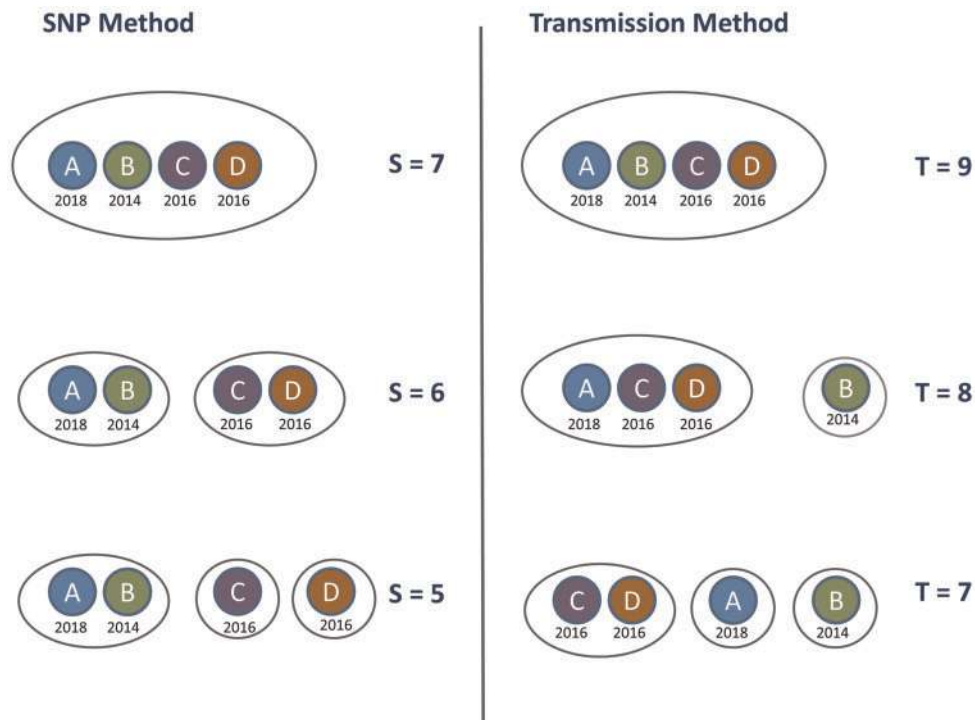 SNP Method
A B C D
2018 2014 2016 2016
S = 7
A B
2018 2014
C D
2016 2016
S = 6
A B
2018 2014
C
2016
D
2016
S = 5
Transmission Method
A B C D
2018 2014 2016 2016
T = 9
A C D
2018 2016 2016
B
2014
T = 8
C D
2016 2016
A
2018
B
2014
T = 7